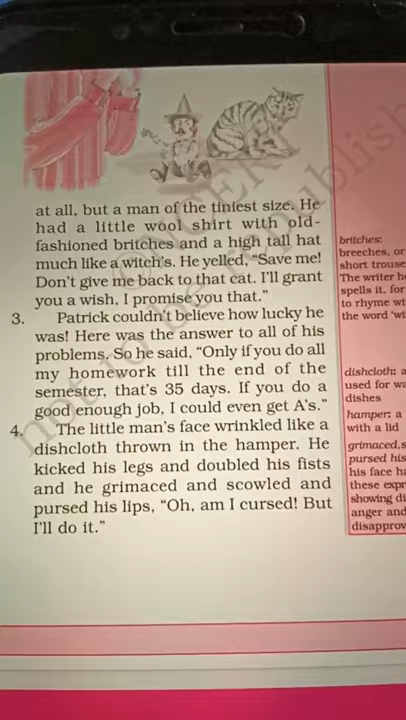 at all, but a man of the tiniest size. He
had a little wool shirt with old-
fashioned britches and a high tall hat
much like a witch's. He yelled, "Save me!
Don't give me back to that cat. I'll grant
you a wish, I promise you that."
3. Patrick couldn't believe how lucky he
was! Here was the answer to all of his
problems. So he said, "Only if you do all
my homework till the end of the
semester, that's 35 days. If you do a
good enough job, I could even get A's."
4. The little man's face wrinkled like a
dishcloth thrown in the hamper. He
kicked his legs and doubled his fists
and he grimaced and scowled and
pursed his lips, "Oh, am I cursed! But
I'll do it."
britches:
breeches, or
short trouse
The writer h
spells it, for
to rhyme wi
the word 'wi
dishcloth: a
used for wa
dishes
hamper: a
with a lid
grimaced, s
pursed his
his face ha
these expr
showing di
anger and
disapprov
not to be republish